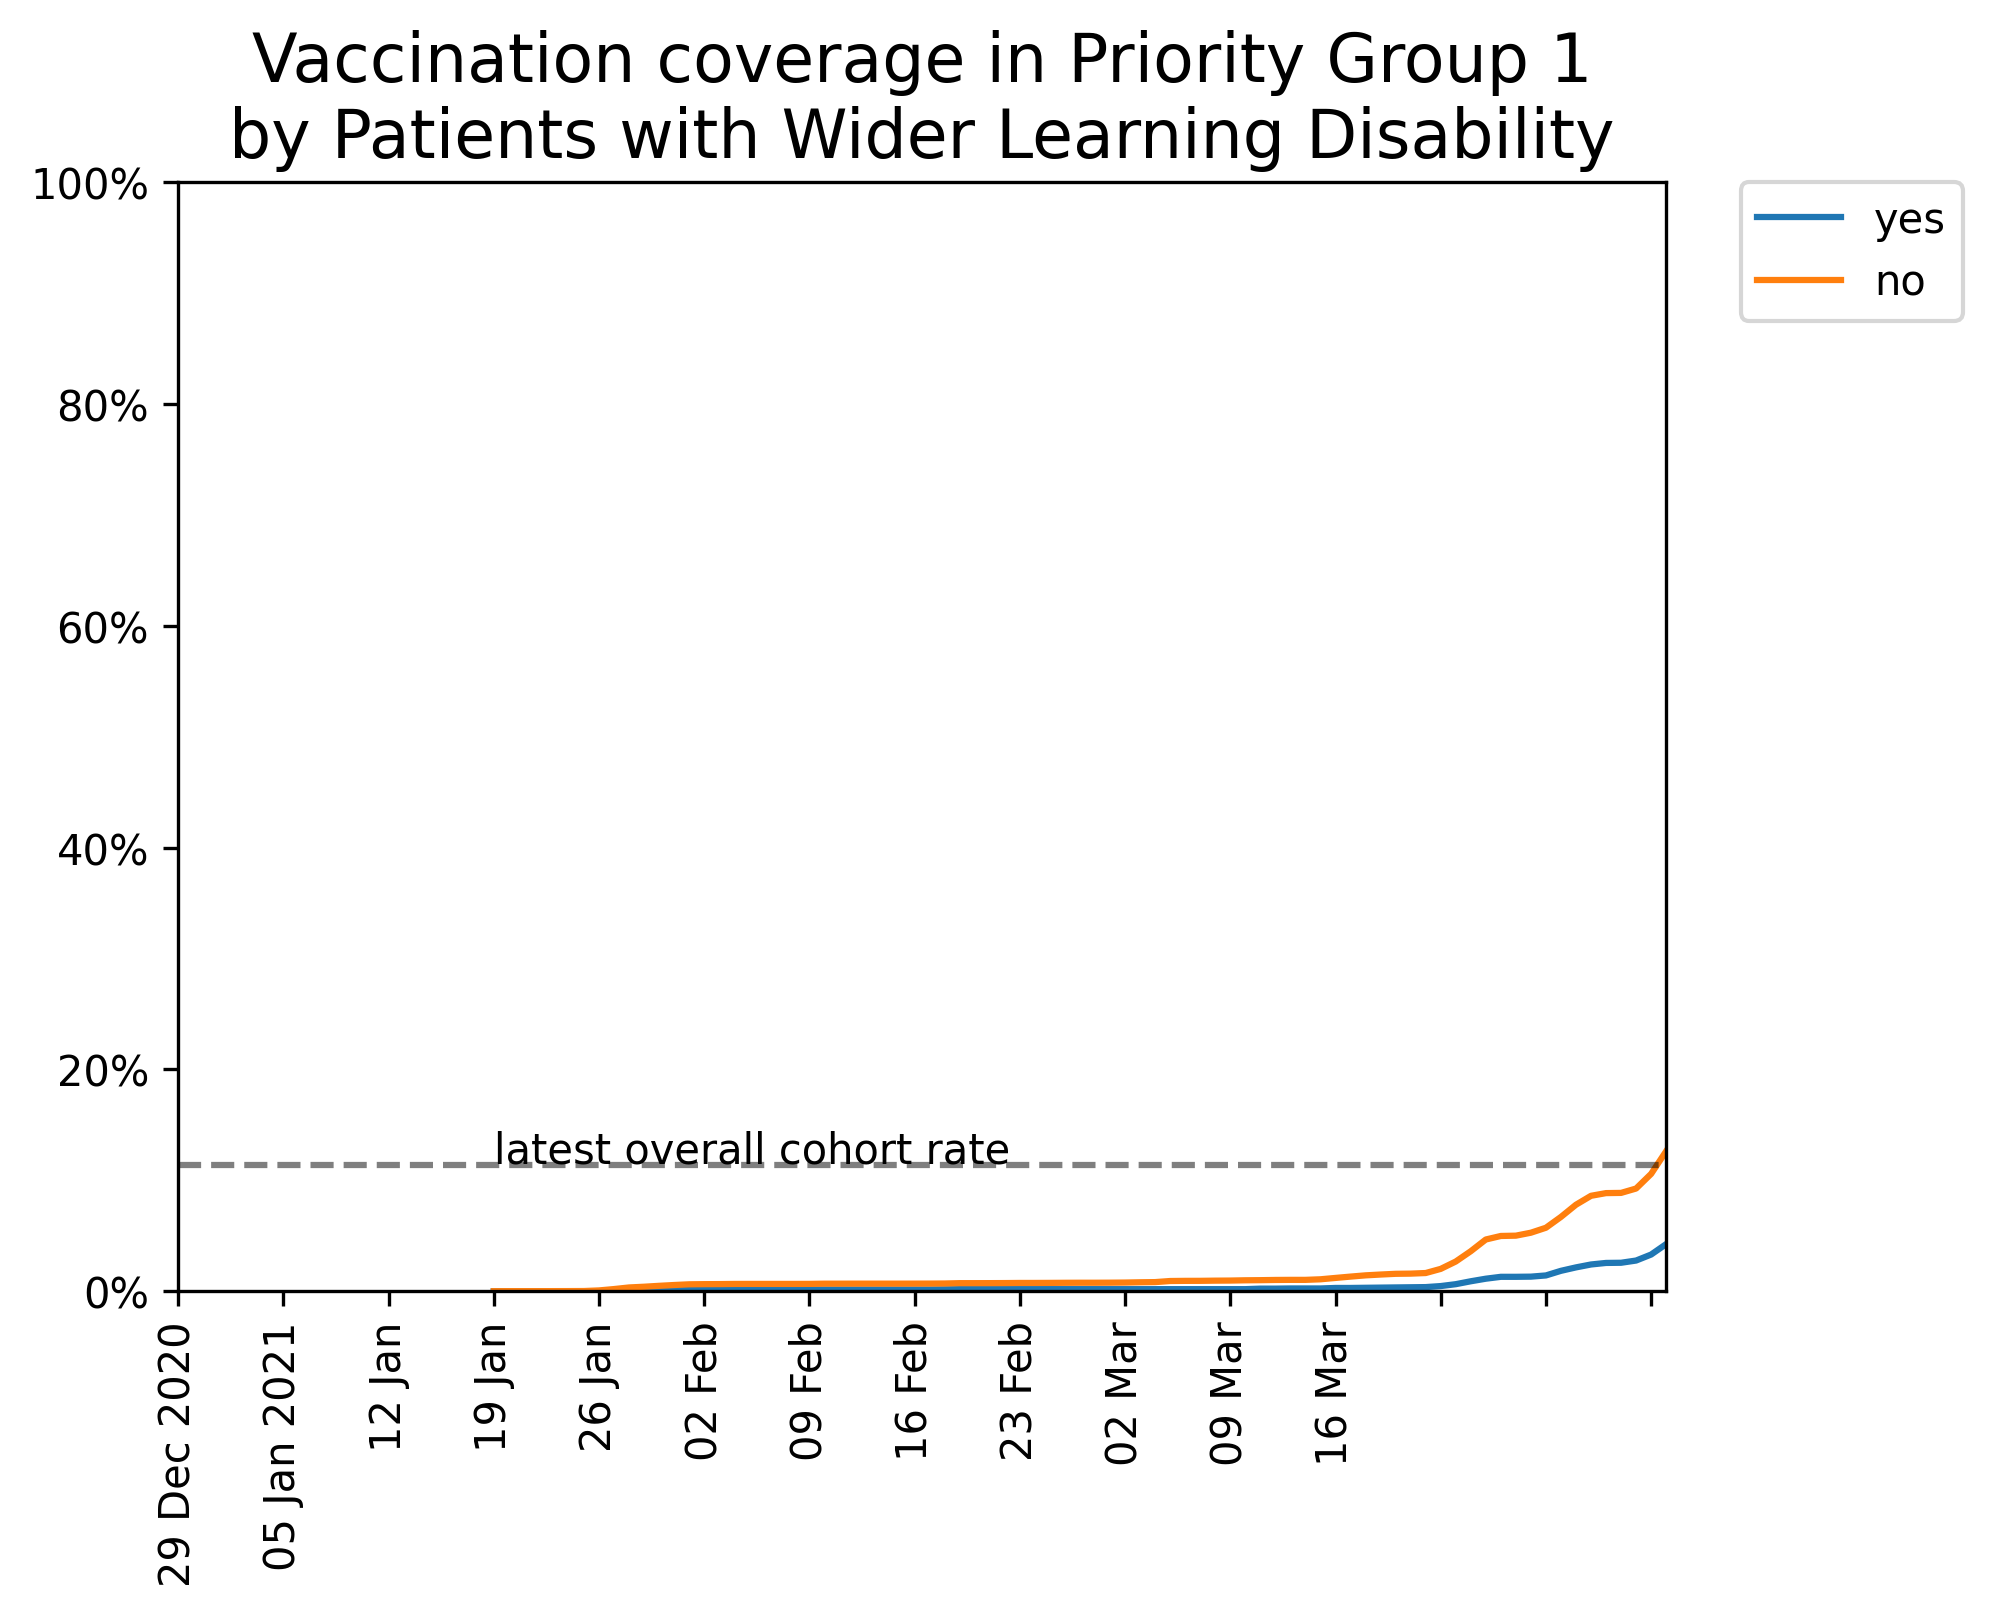 Vaccination coverage in Priority Group 1
by Patients with Wider Learning Disability
100%
80%
60%
40%
20%
0%
latest overall cohort rate
yes
no
29 Dec 2020
05 Jan 2021
12 Jan
19 Jan
26 Jan
02 Feb
09 Feb
16 Feb
23 Feb
02 Mar
09 Mar
16 Mar